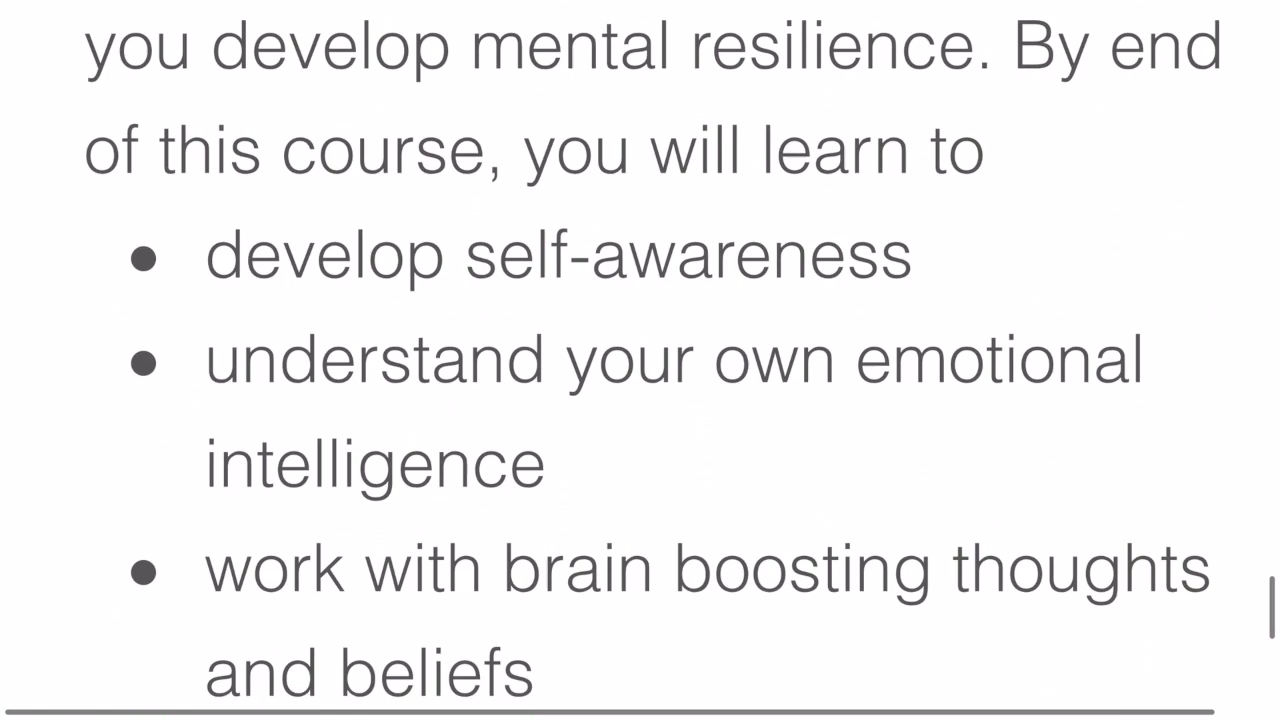 you develop mental resilience. By end
of this course, you will learn to
● develop self-awareness
● understand your own emotional
intelligence
● work with brain boosting thoughts
and beliefs